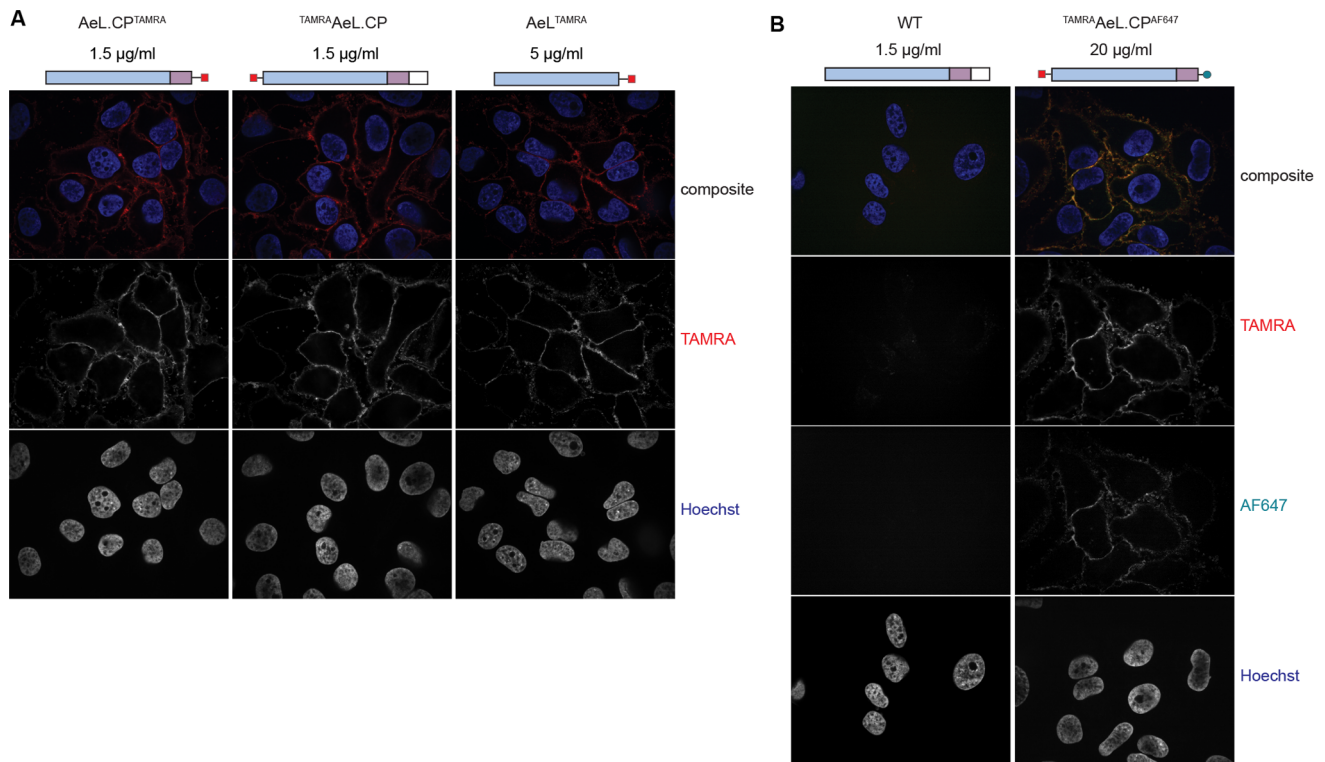 A
AeL.CPTAMRA
TAMRAAeL.CP
AeLTAMRA
1.5 µg/ml
1.5 µg/ml
5 µg/ml
composite
TAMRA
Hoechst
B
WT
TAMRAAeL.CPAF647
1.5 µg/ml
20 µg/ml
composite
TAMRA
AF647
Hoechst